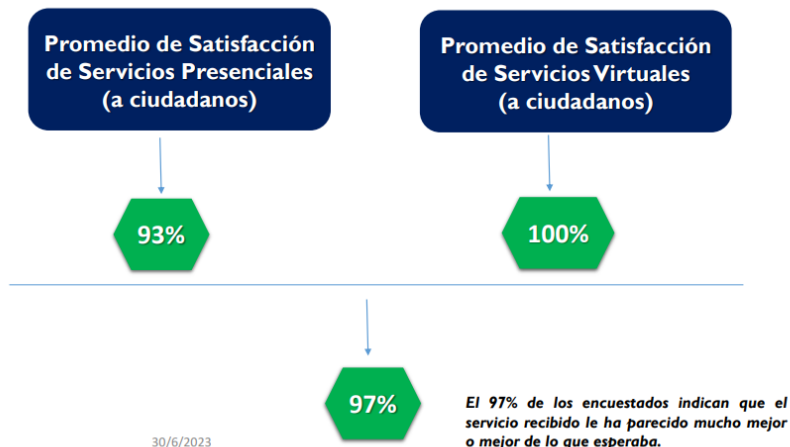 Promedio de Satisfacción
de Servicios Presenciales
(a ciudadanos)
Promedio de Satisfacción
de Servicios Virtuales
(a ciudadanos)
93%
100%
97%
El 97% de los encuestados indican que el
servicio recibido le ha parecido mucho mejor
o mejor de lo que esperaba.
30/6/2023